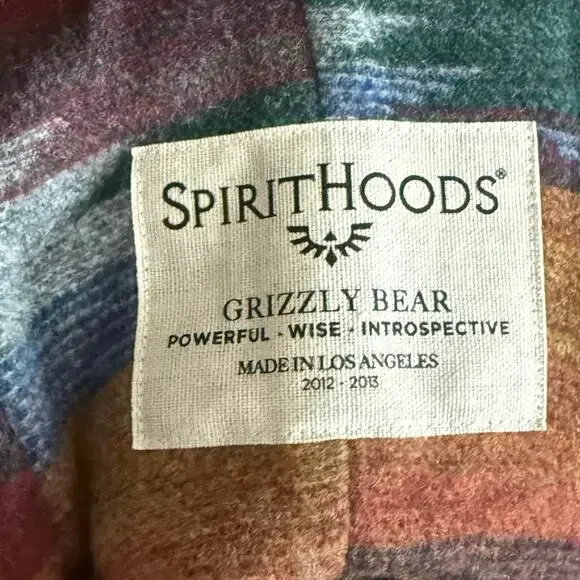 SPIRITHOODS®
GRIZZLY BEAR
POWERFUL - WISE - INTROSPECTIVE
MADE IN LOS ANGELES
2012 - 2013